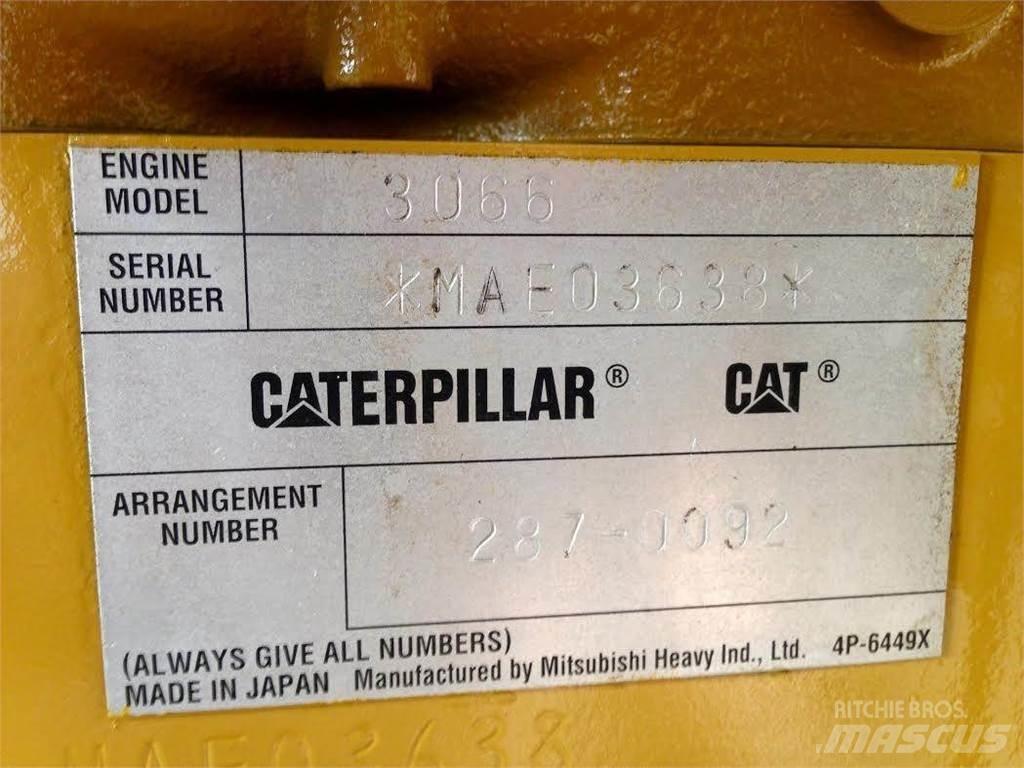 ENGINE
MODEL
3066
SERIAL
NUMBER
*MAE03638*
CATERPILLAR® CAT®
ARRANGEMENT
NUMBER
287-0092
(ALWAYS GIVE ALL NUMBERS)
MADE IN JAPAN Manufactured by Mitsubishi Heavy Ind., Ltd. 4P-6449X
MAE03638
RITCHIE BROS.
MASCUS